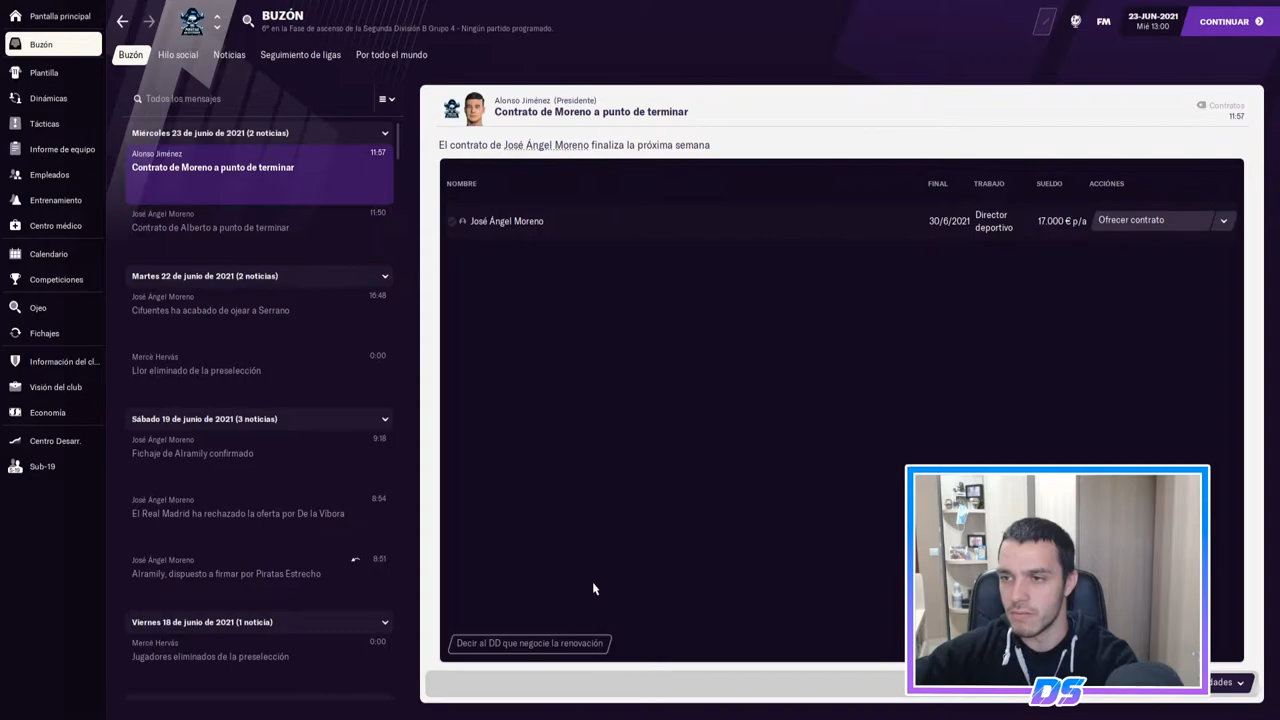 Pantalla principal
Buzón
Plantilla
Dinámicas
Tácticas
Informe de equipo
Empleados
Entrenamiento
Centro médico
Calendario
Competiciones
Ojeo
Fichajes
Información del cl...
Visión del club
Economía
Centro Desarr.
Sub-19
BUZÓN
6º en la Fase de ascenso de la Segunda División B Grupo 4 - Ningún partido programado.
FM
23-JUN-2021
Mié 13:00
CONTINUAR
Buzón Hilo social Noticias Seguimiento de ligas Por todo el mundo
Todos los mensajes
Miércoles 23 de junio de 2021 (2 noticias)
Alonso Jiménez 11:57
Contrato de Moreno a punto de terminar
José Ángel Moreno 11:50
Contrato de Alberto a punto de terminar
Martes 22 de junio de 2021 (2 noticias)
José Ángel Moreno 16:48
Cifuentes ha acabado de ojear a Serrano
Mercè Hervás 0:00
Llor eliminado de la preselección
Sábado 19 de junio de 2021 (3 noticias)
José Ángel Moreno 9:18
Fichaje de Alramily confirmado
José Ángel Moreno 8:54
El Real Madrid ha rechazado la oferta por De la Víbora
José Ángel Moreno 8:51
Alramily, dispuesto a firmar por Piratas Estrecho
Viernes 18 de junio de 2021 (1 noticia)
Mercè Hervás 0:00
Jugadores eliminados de la preselección
Alonso Jiménez (Presidente)
Contrato de Moreno a punto de terminar
Contratos
11:57
El contrato de José Ángel Moreno finaliza la próxima semana
NOMBRE FINAL TRABAJO SUELDO ACCIÓNES
José Ángel Moreno 30/6/2021 Director deportivo 17.000 € p/a Ofrecer contrato
Decir al DD que negocie la renovación
dades
DS